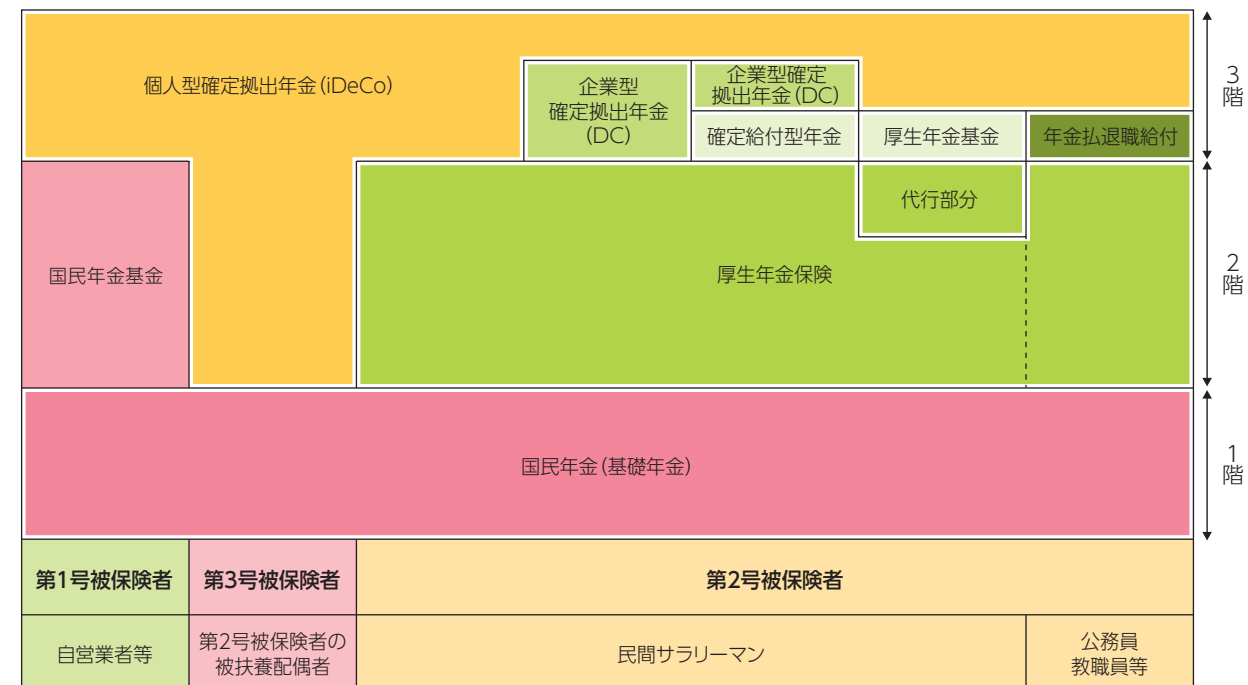 個人型確定拠出年金(iDeCo)
企業型
確定拠出年金
(DC)
企業型確定
拠出年金(DC)
確定給付型年金
厚生年金基金
年金払退職給付
3階
国民年金基金
代行部分
厚生年金保険
2階
国民年金(基礎年金)
1階
第1号被保険者
第3号被保険者
第2号被保険者
自営業者等
第2号被保険者の
被扶養配偶者
民間サラリーマン
公務員
教職員等